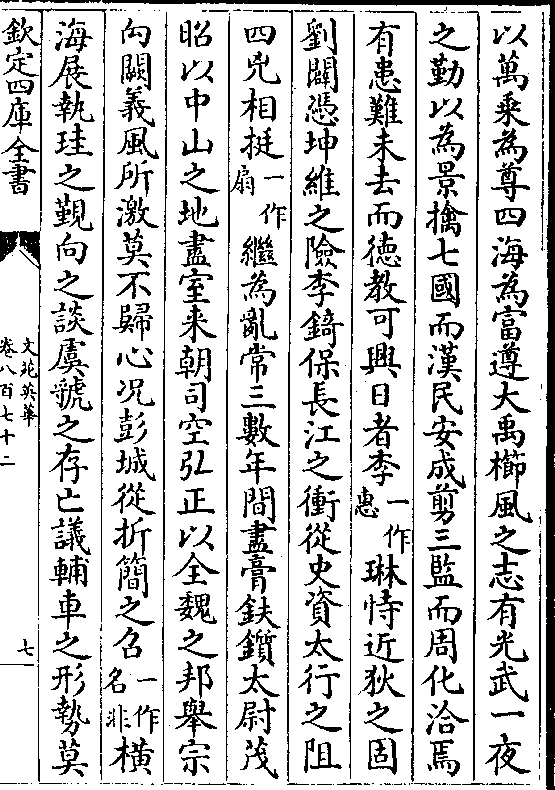 以萬乘為尊四海為富遵大禹櫛風之志有光武一夜
之勤以為景擒七國而漢民安成剪三監而周化洽焉
有患難未去而德教可興日者李一作惠琳恃近狄之固
劉闢憑坤維之險李錡保長江之衝從史資太行之阻
四兇相挺一作扇繼為亂常三數年間盡膏鈇鑕太尉茂
昭以中山之地盡室来朝司空弘正以全魏之邦舉宗
向闕義風所激莫不歸心况彭城從折簡之召一作名非橫
海展執珪之覲向之談虞虢之存亡議輔車之形勢莫
欽定四庫全書
文苑英華
卷八百七十二
七